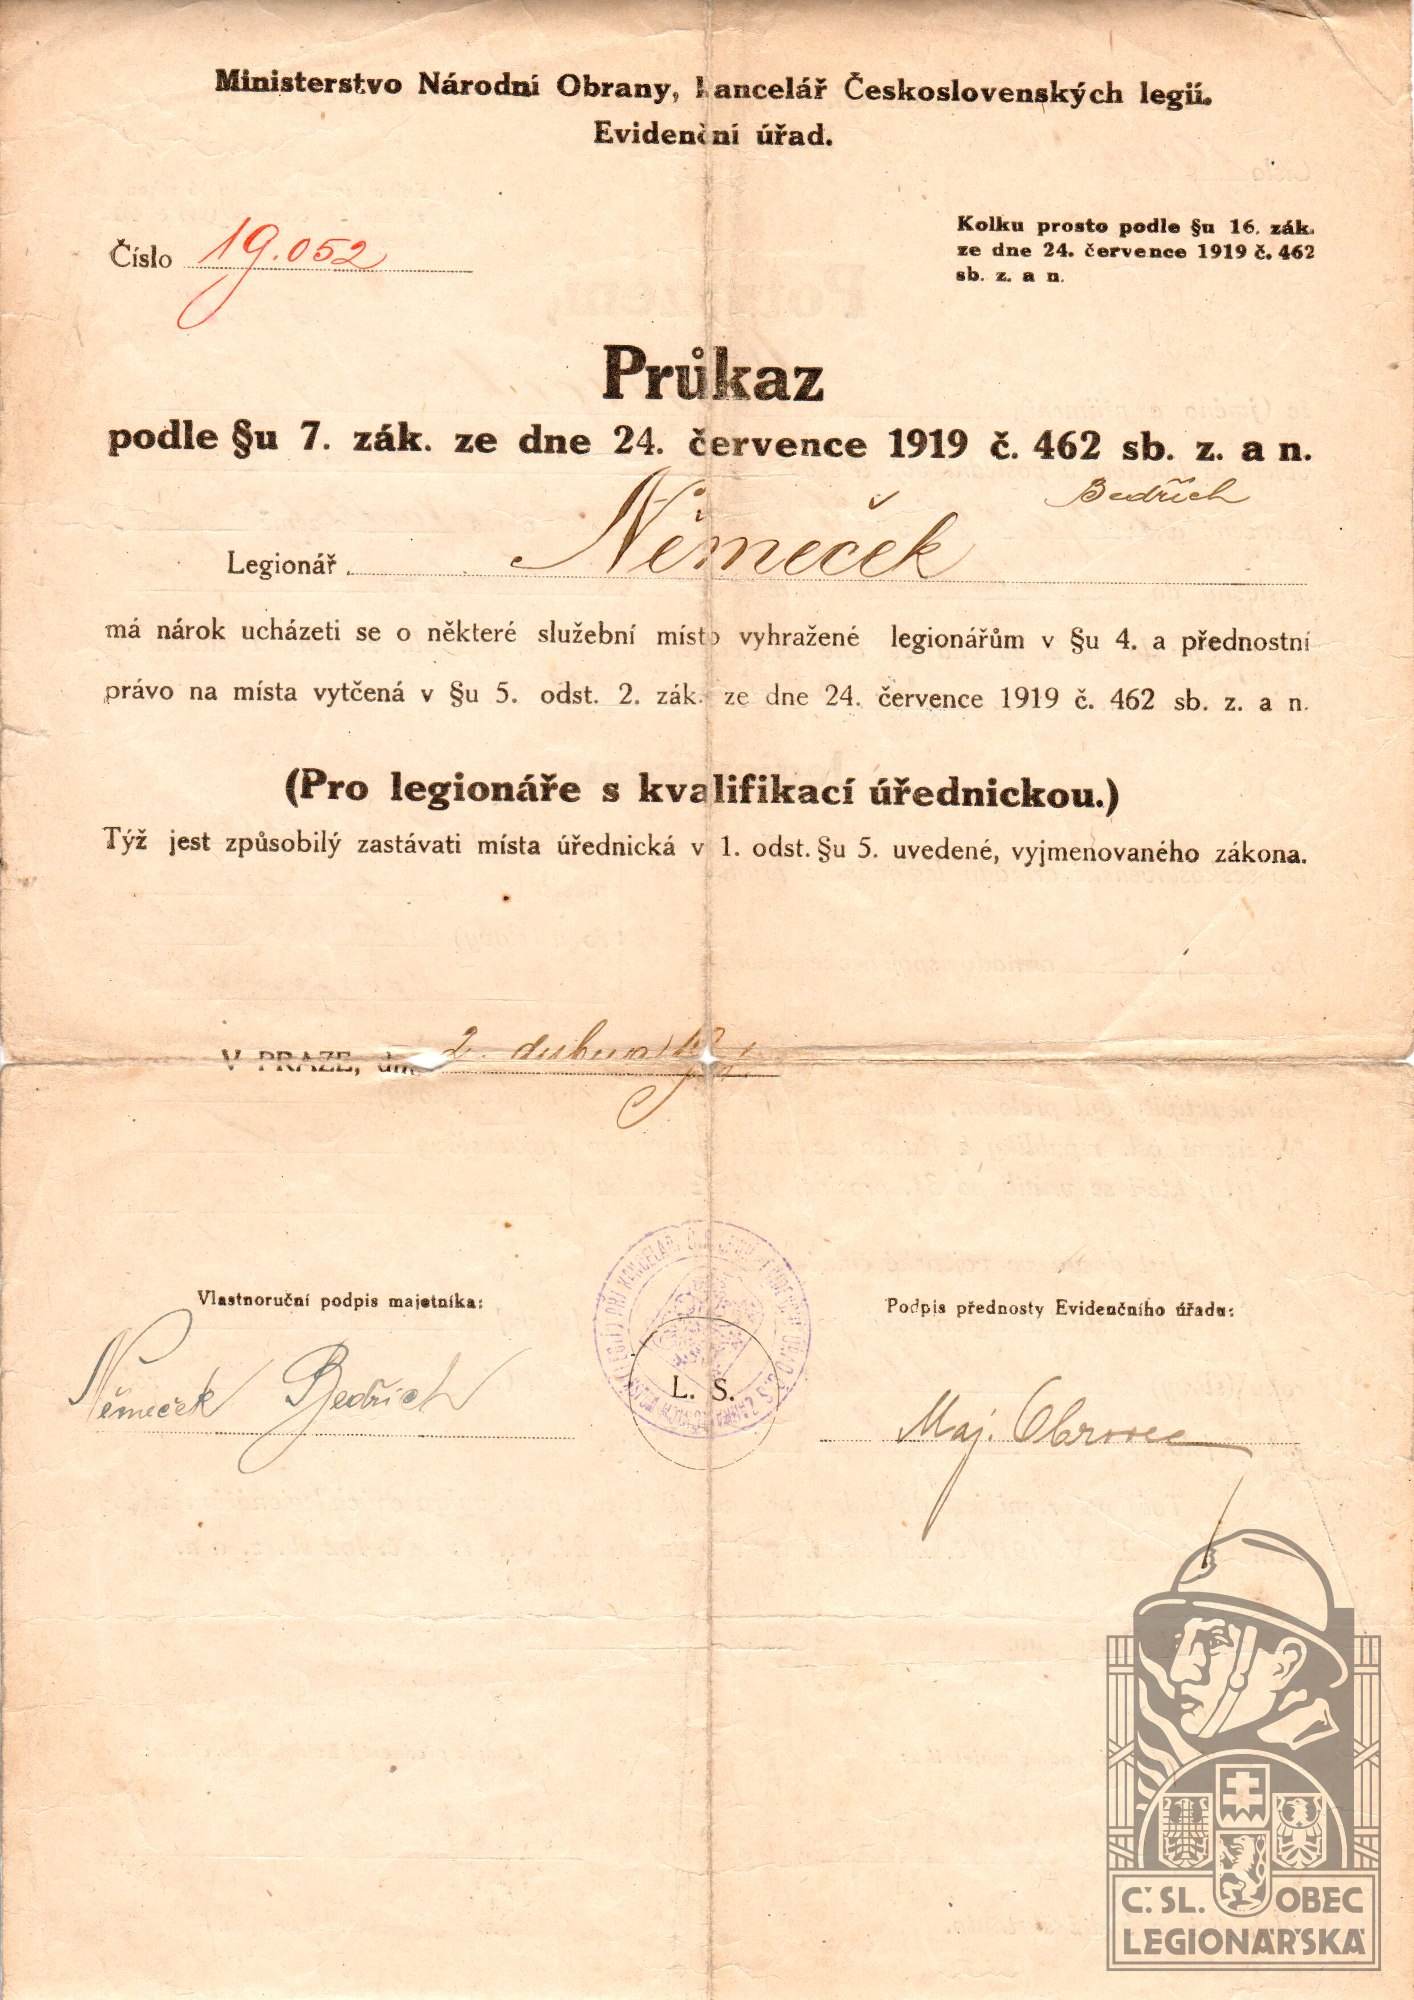 Ministerstvo Národní Obrany, kancelář Československých legií.
Evidenční úřad.
Číslo 19.052
Kolku prosto podle §u 16. zák.
ze dne 24. července 1919 č. 462
sb. z. a n.
Průkaz
podle §u 7. zák. ze dne 24. července 1919 č. 462 sb. z. a n.
Bedřich
Legionář Němeček
má nárok ucházeti se o některé služební místo vyhražené legionářům v §u 4. a přednostní
právo na místa vytčená v §u 5. odst. 2. zák. ze dne 24. července 1919 č. 462 sb. z. a n.
(Pro legionáře s kvalifikací úřednickou.)
Týž jest způsobilý zastávati místa úřednická v 1. odst. §u 5. uvedené, vyjmenovaného zákona.
V PRAZE, dne 2. dubna
Vlastnoruční podpis majetníka:
Podpis přednosty Evidenčního úřadu:
Němeček Bedřich
L. S.
Maj.
Č. SL. OBEC
LEGIONÁŘSKÁ